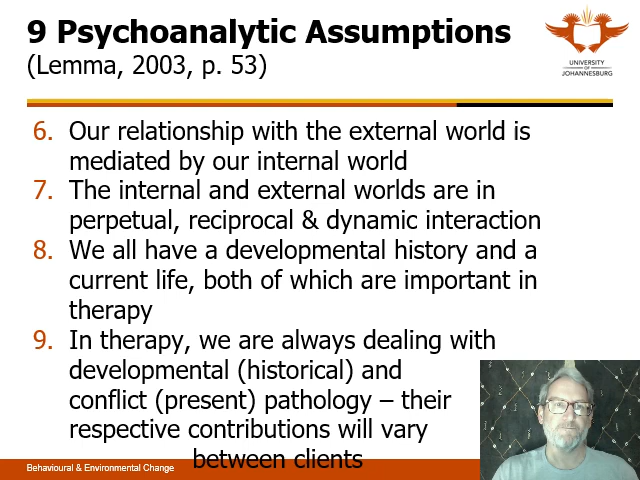 9 Psychoanalytic Assumptions
(Lemma, 2003, p. 53)
UNIVERSITY
OF
JOHANNESBURG
6. Our relationship with the external world is
mediated by our internal world
7. The internal and external worlds are in
perpetual, reciprocal & dynamic interaction
8. We all have a developmental history and a
current life, both of which are important in
therapy
9. In therapy, we are always dealing with
developmental (historical) and
conflict (present) pathology – their
respective contributions will vary
between clients
Behavioural & Environmental Change